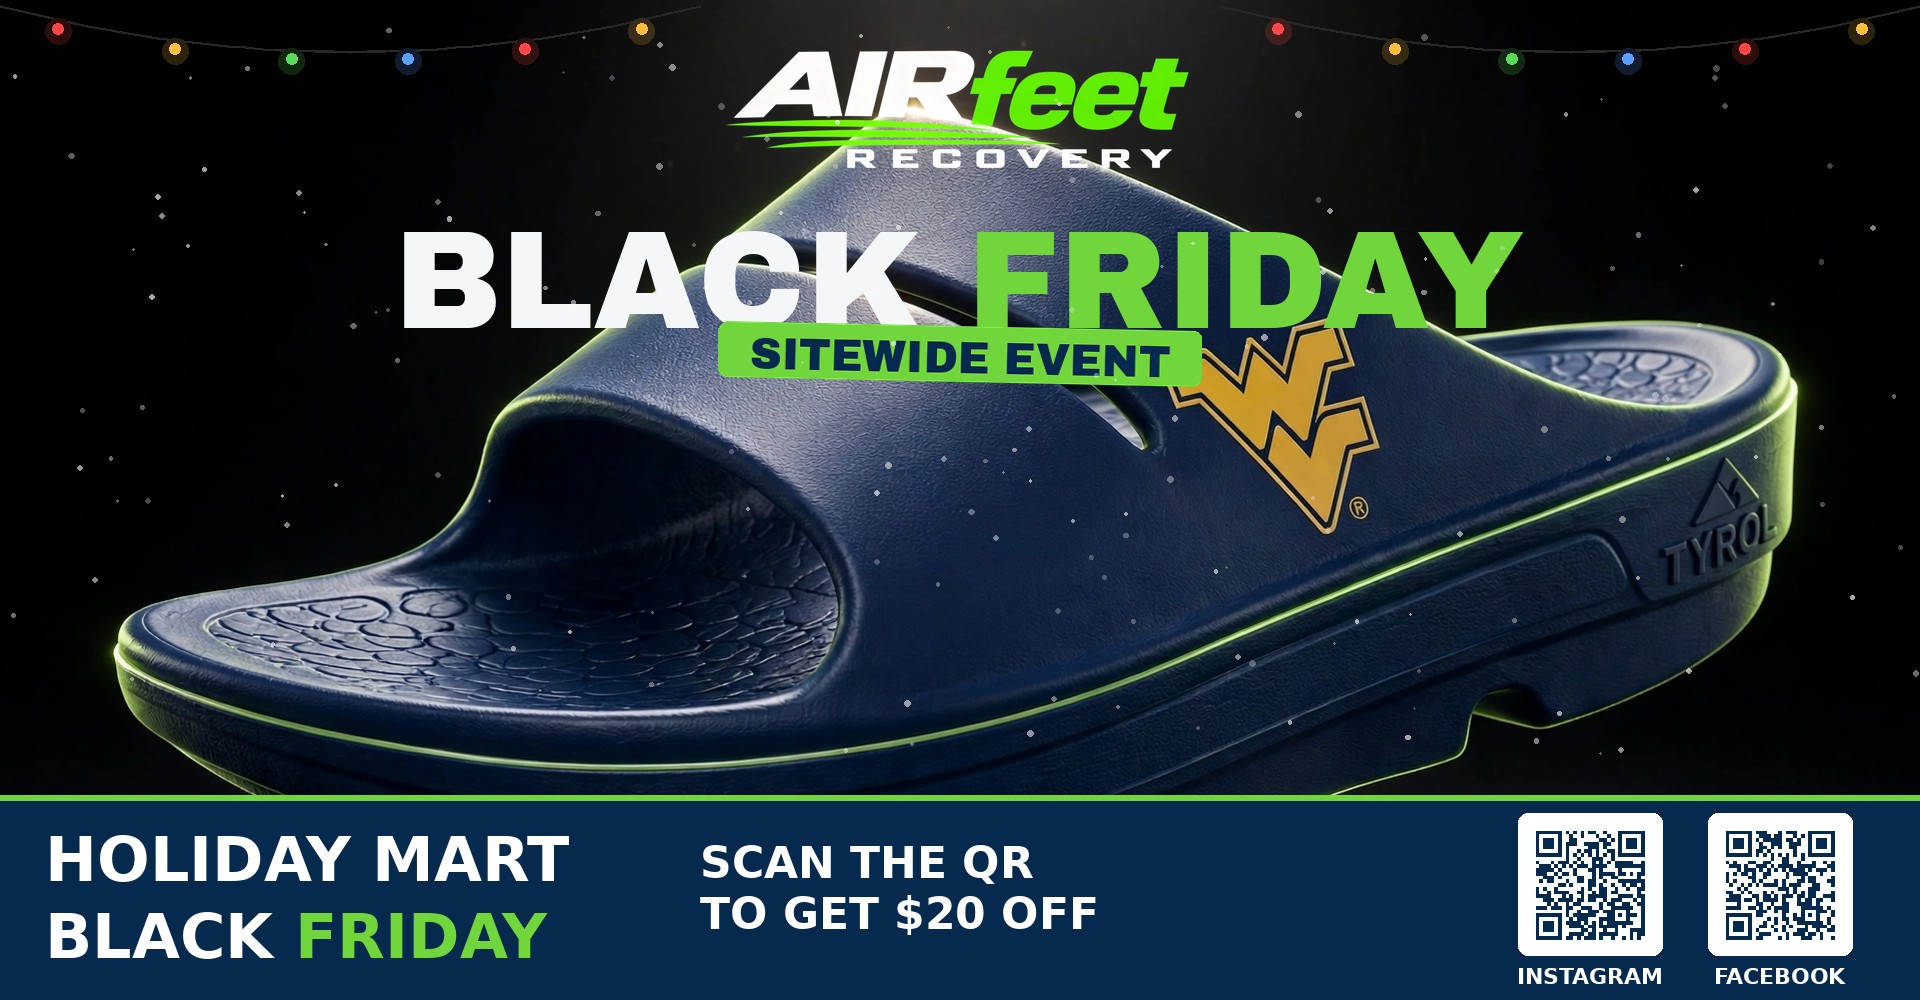 AIRfeet
RECOVERY
BLACK FRIDAY
SITEWIDE EVENT
WV
®
TYROL
HOLIDAY MART
BLACK FRIDAY
SCAN THE QR
TO GET $20 OFF
INSTAGRAM
FACEBOOK